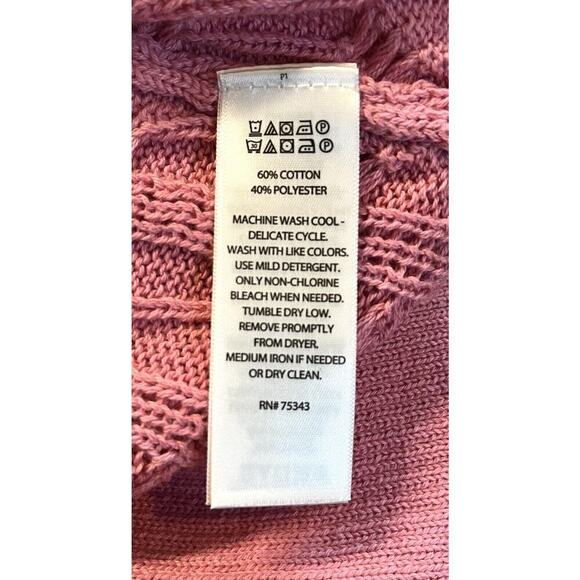 P1
30
60% COTTON
40% POLYESTER
MACHINE WASH COOL -
DELICATE CYCLE.
WASH WITH LIKE COLORS.
USE MILD DETERGENT.
ONLY NON-CHLORINE
BLEACH WHEN NEEDED.
TUMBLE DRY LOW.
REMOVE PROMPTLY
FROM DRYER.
MEDIUM IRON IF NEEDED
OR DRY CLEAN.
RN# 75343